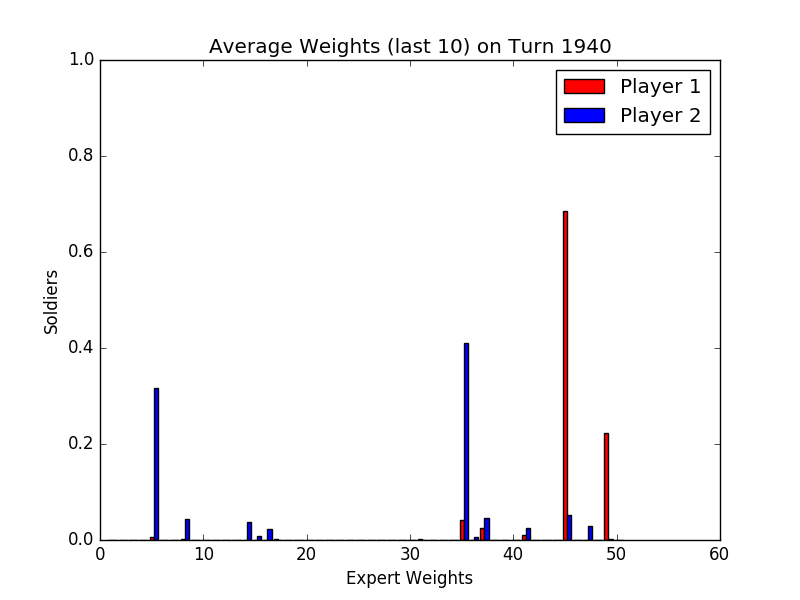 Average Weights (last 10) on Turn 1940
1.0
0.8
0.6
0.4
0.2
0.0
Soldiers
Player 1
Player 2
0 10 20 30 40 50 60
Expert Weights